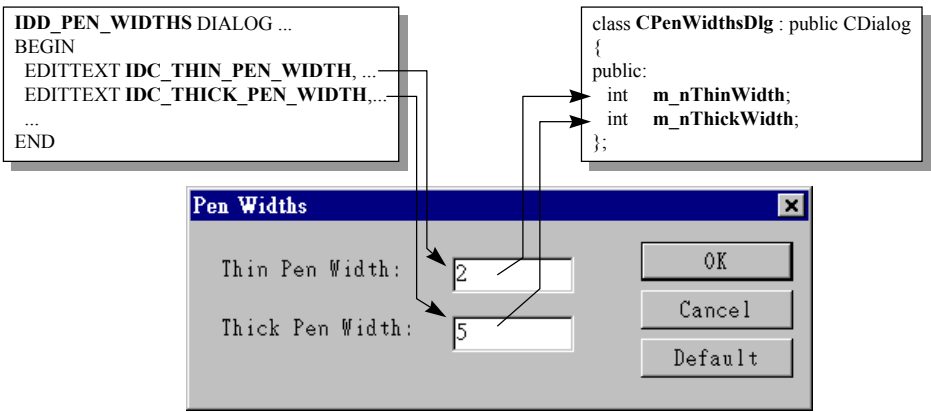 IDD_PEN_WIDTHS DIALOG ...
BEGIN
EDITTEXT IDC_THIN_PEN_WIDTH, ...
EDITTEXT IDC_THICK_PEN_WIDTH,...
...
END
class CPenWidthsDlg : public CDialog
{
public:
int m_nThinWidth;
int m_nThickWidth;
};
Pen Widths
Thin Pen Width: 2
Thick Pen Width: 5
OK
Cancel
Default